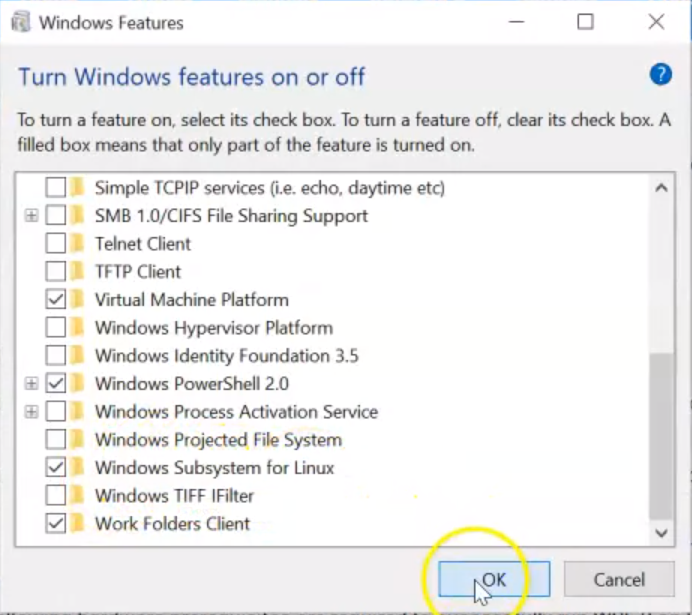 Windows Features
Turn Windows features on or off
To turn a feature on, select its check box. To turn a feature off, clear its check box. A
filled box means that only part of the feature is turned on.
Simple TCPIP services (i.e. echo, daytime etc)
SMB 1.0/CIFS File Sharing Support
Telnet Client
TFTP Client
Virtual Machine Platform
Windows Hypervisor Platform
Windows Identity Foundation 3.5
Windows PowerShell 2.0
Windows Process Activation Service
Windows Projected File System
Windows Subsystem for Linux
Windows TIFF IFilter
Work Folders Client
OK
Cancel